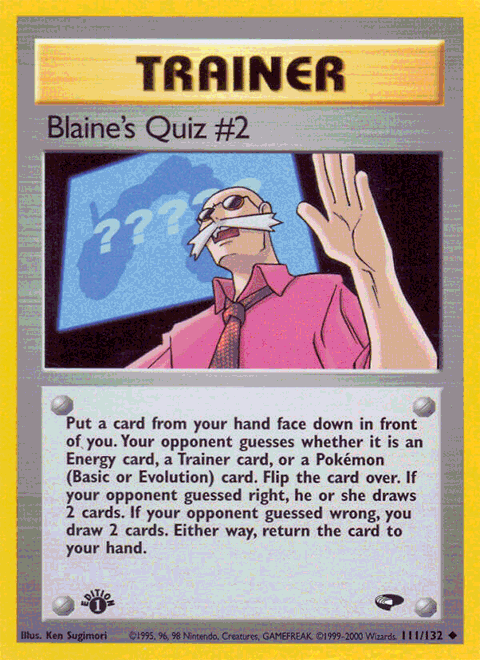 TRAINER
Blaine's Quiz #2
?????
Put a card from your hand face down in front
of you. Your opponent guesses whether it is an
Energy card, a Trainer card, or a Pokémon
(Basic or Evolution) card. Flip the card over. If
your opponent guessed right, he or she draws
2 cards. If your opponent guessed wrong, you
draw 2 cards. Either way, return the card to
your hand.
EDITION
1
Illus. Ken Sugimori ©1995, 96, 98 Nintendo, Creatures, GAMEFREAK. ©1999-2000 Wizards. 111/132